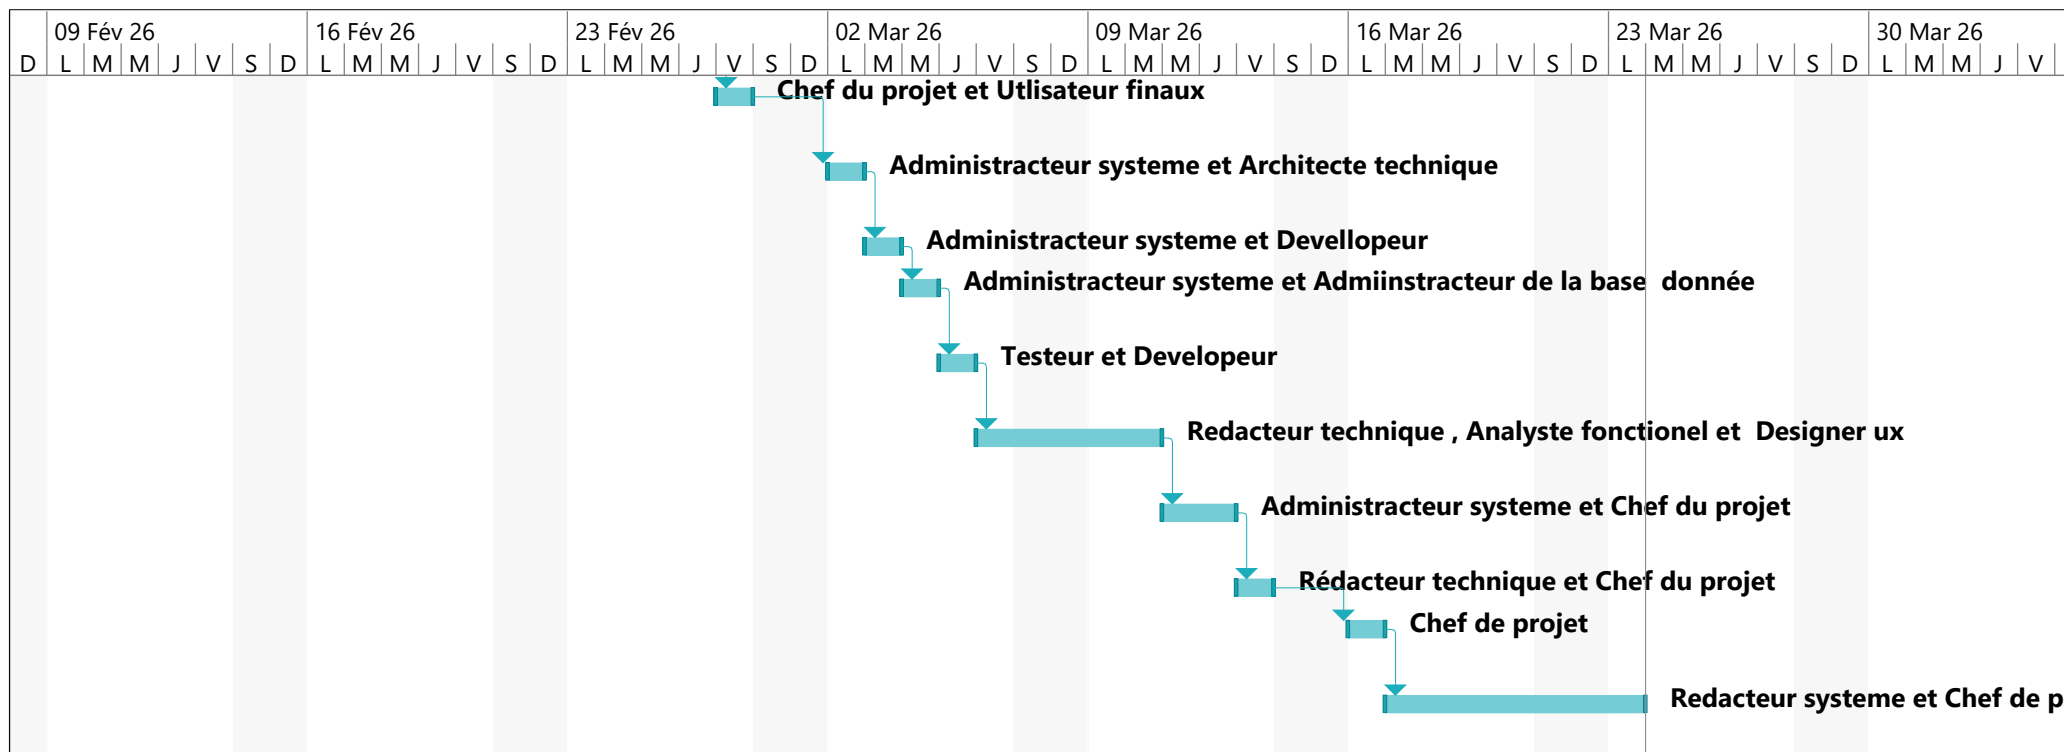 09 Fév 26 16 Fév 26 23 Fév 26 02 Mar 26 09 Mar 26 16 Mar 26 23 Mar 26 30 Mar 26
D L M M J V S D L M M J V S D L M M J V S D L M M J V S D L M M J V S D L M M J V S D L M M J V S D L M M J V
Chef du projet et Utlisateur finaux
Administracteur systeme et Architecte technique
Administracteur systeme et Devellopeur
Administracteur systeme et Admiinstracteur de la base  donnée
Testeur et Developeur
Redacteur technique , Analyste fonctionel et  Designer ux
Administracteur systeme et Chef du projet
Rédacteur technique et Chef du projet
Chef de projet
Redacteur systeme et Chef de p